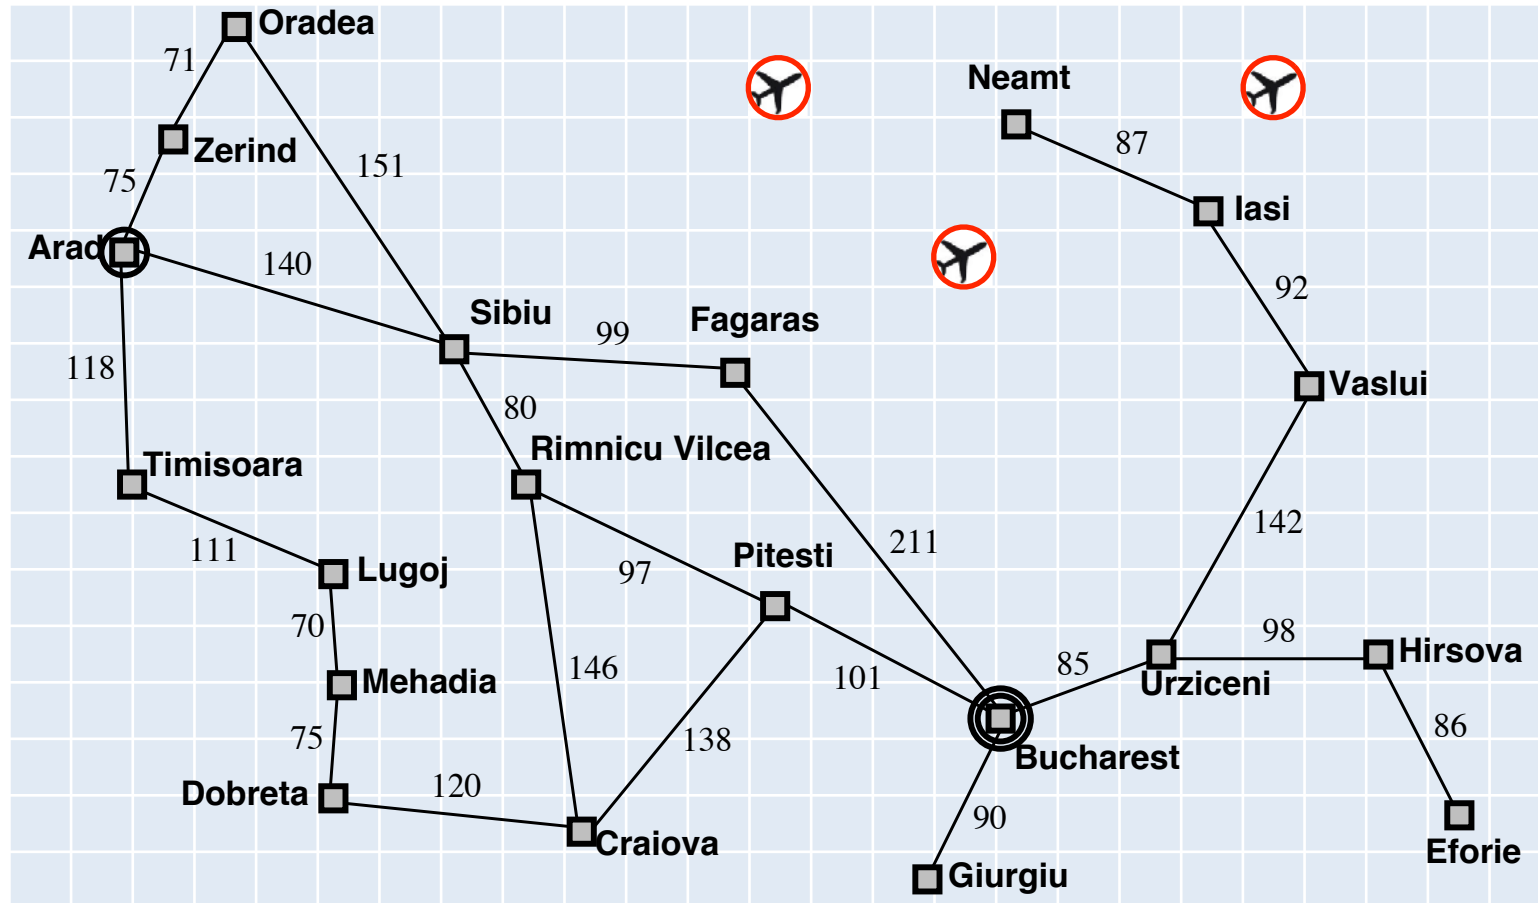 Oradea
71
Neamt
87
Zerind
151
75
Iasi
Arad
140
92
Sibiu
Fagaras
99
118
Vaslui
80
Rimnicu Vilcea
Timisoara
142
211
111
Pitesti
Lugoj
97
70
98
Hirsova
146
85
101
Mehadia
Urziceni
86
75
138
Bucharest
Dobreta
120
90
Craiova
Eforie
Giurgiu